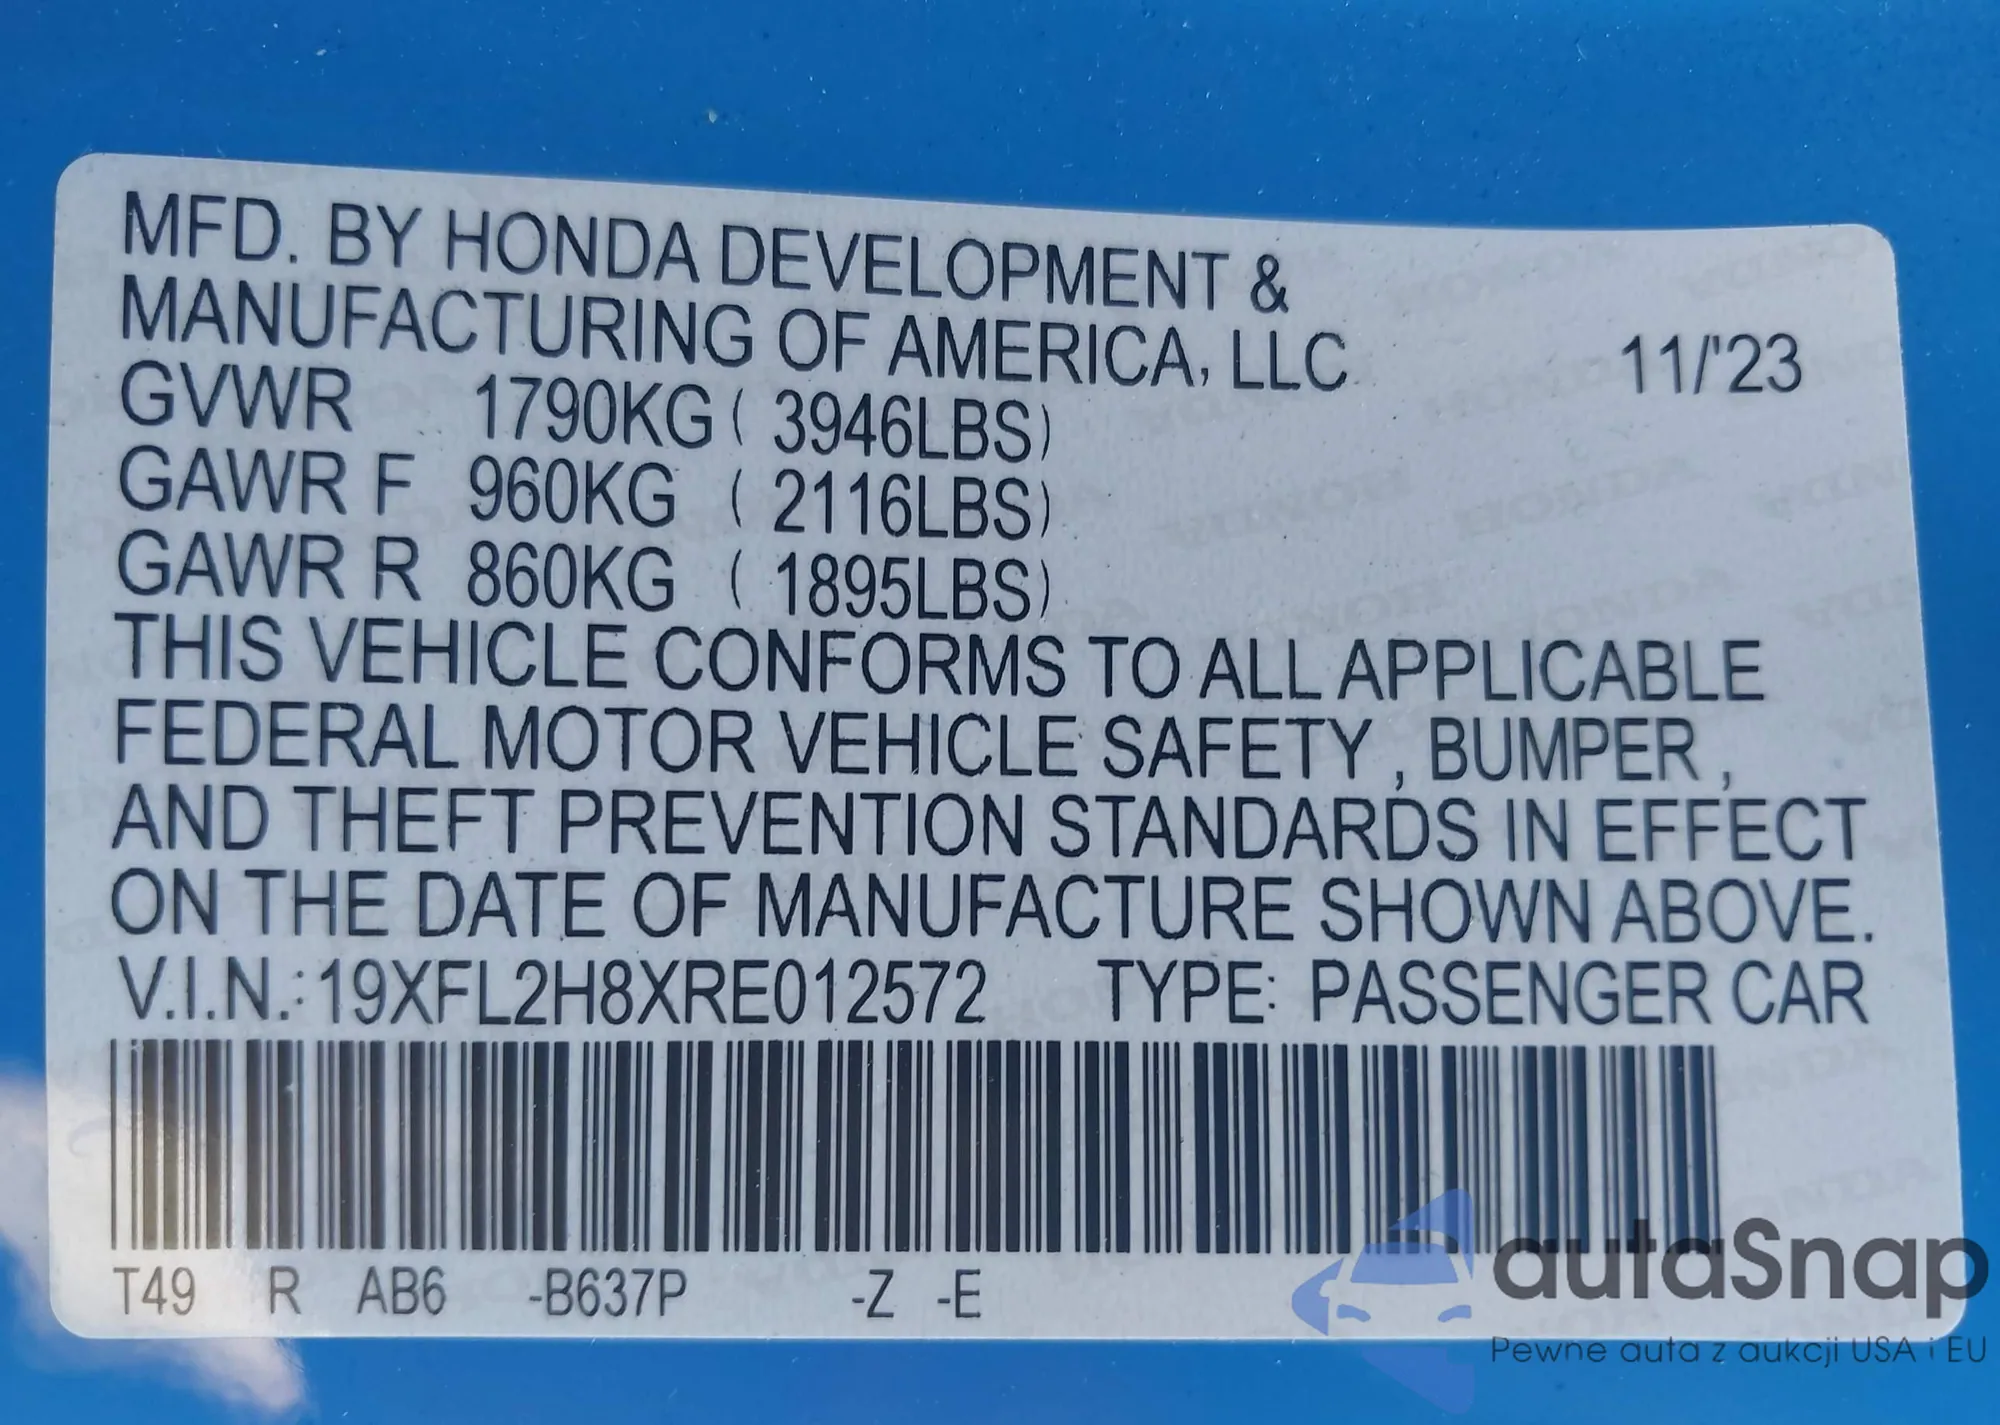 MFD. BY HONDA DEVELOPMENT &
MANUFACTURING OF AMERICA, LLC 11/'23
GVWR 1790KG ( 3946LBS)
GAWR F 960KG ( 2116LBS)
GAWR R 860KG ( 1895LBS)
THIS VEHICLE CONFORMS TO ALL APPLICABLE
FEDERAL MOTOR VEHICLE SAFETY , BUMPER ,
AND THEFT PREVENTION STANDARDS IN EFFECT
ON THE DATE OF MANUFACTURE SHOWN ABOVE.
V.I.N.: 19XFL2H8XRE012572 TYPE: PASSENGER CAR
T49 R AB6 -B637P -Z -E
autaSnap
Pewne auta z aukcji USA i EU